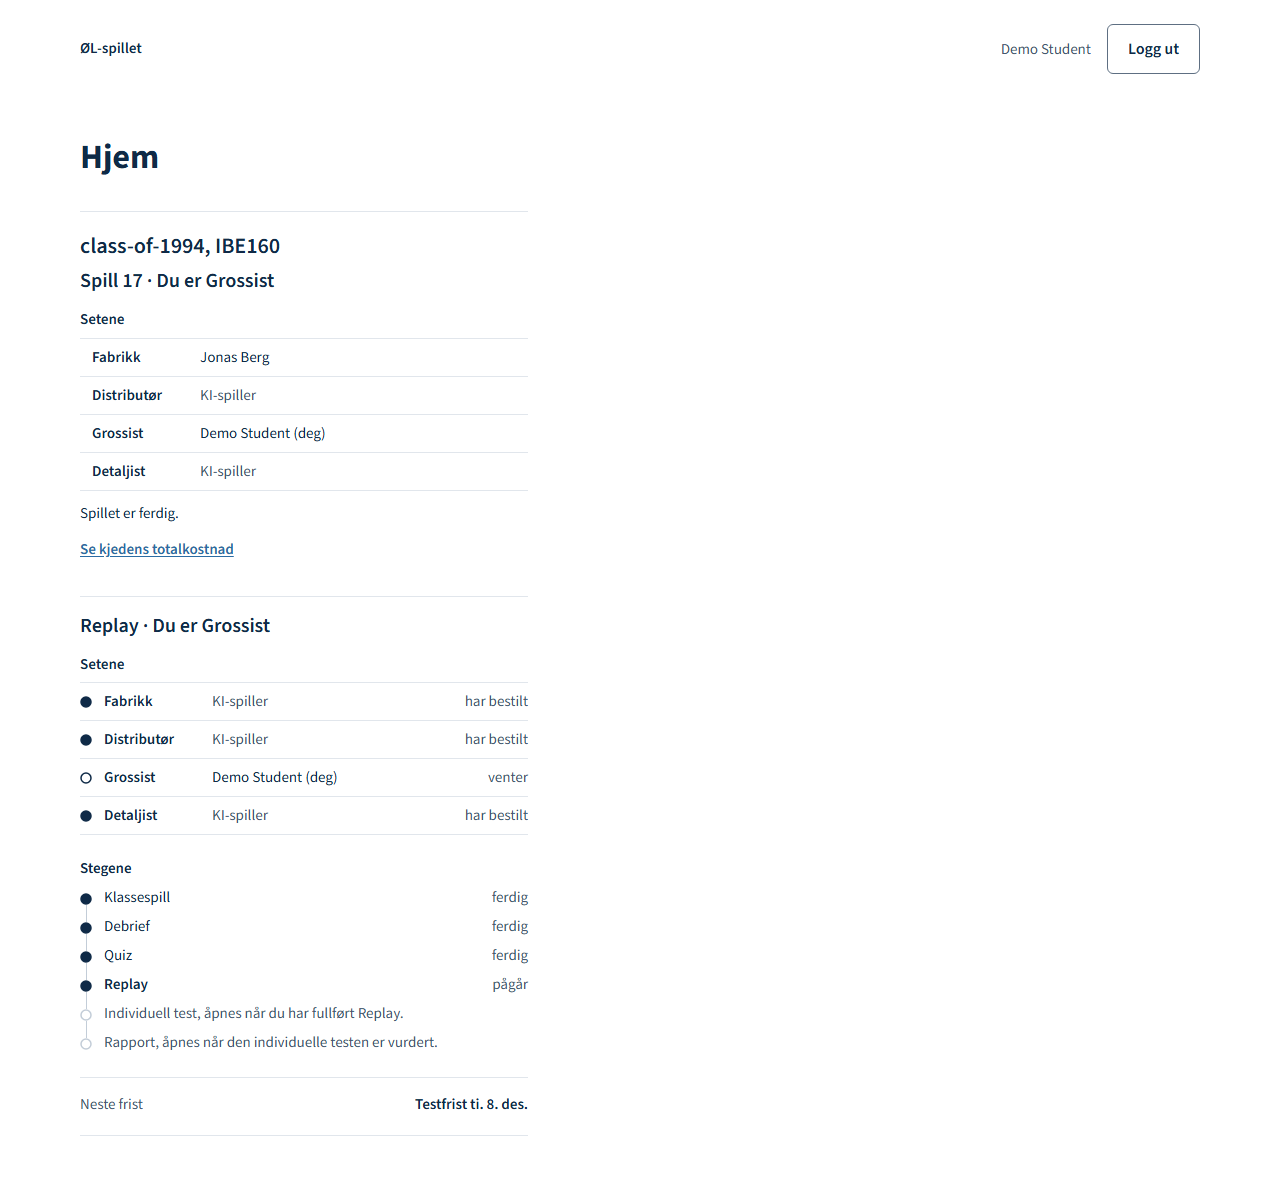 ØL-spillet
Demo Student
Logg ut
Hjem
class-of-1994, IBE160
Spill 17 · Du er Grossist
Setene
Fabrikk Jonas Berg
Distributør KI-spiller
Grossist Demo Student (deg)
Detaljist KI-spiller
Spillet er ferdig.
Se kjedens totalkostnad
Replay · Du er Grossist
Setene
Fabrikk KI-spiller har bestilt
Distributør KI-spiller har bestilt
Grossist Demo Student (deg) venter
Detaljist KI-spiller har bestilt
Stegene
Klassespill ferdig
Debrief ferdig
Quiz ferdig
Replay pågår
Individuell test, åpnes når du har fullført Replay.
Rapport, åpnes når den individuelle testen er vurdert.
Neste frist Testfrist ti. 8. des.